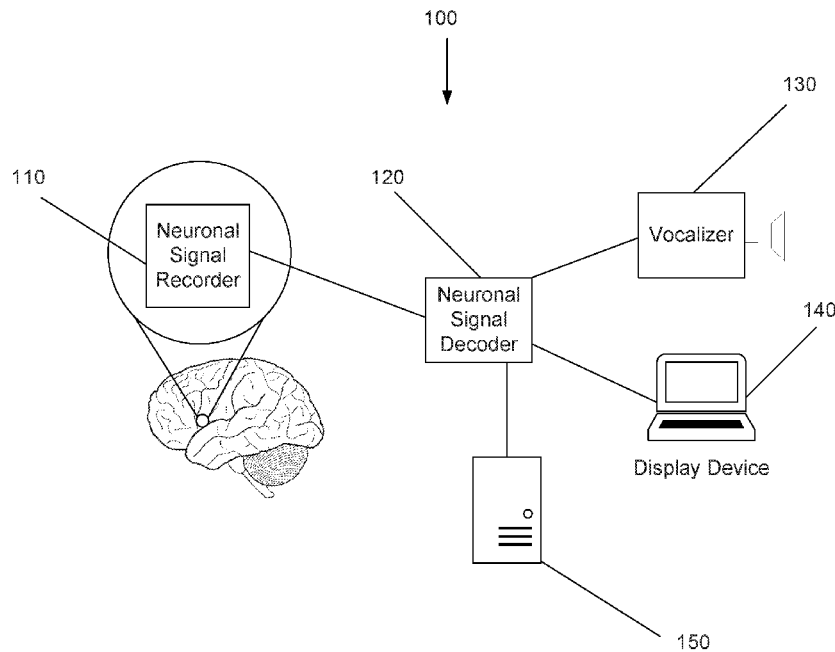 100
130
110
120
Neuronal
Signal
Recorder
Vocalizer
Neuronal
Signal
Decoder
140
Display Device
150